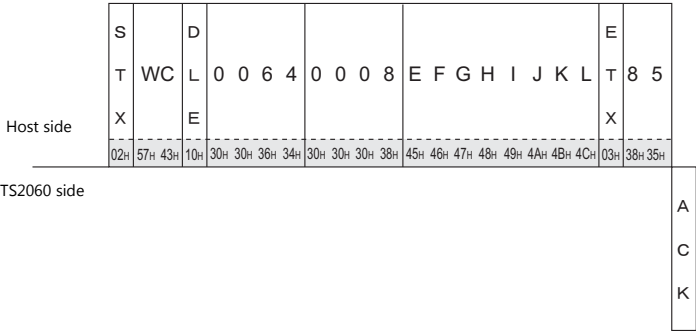 S D E
T WC L 0 0 6 4 0 0 0 8 E F G H I J K L T 8 5
X E X
Host side
02H 57H 43H 10H 30H 30H 36H 34H 30H 30H 30H 38H 45H 46H 47H 48H 49H 4AH 4BH 4CH 03H 38H 35H
TS2060 side
A
C
K